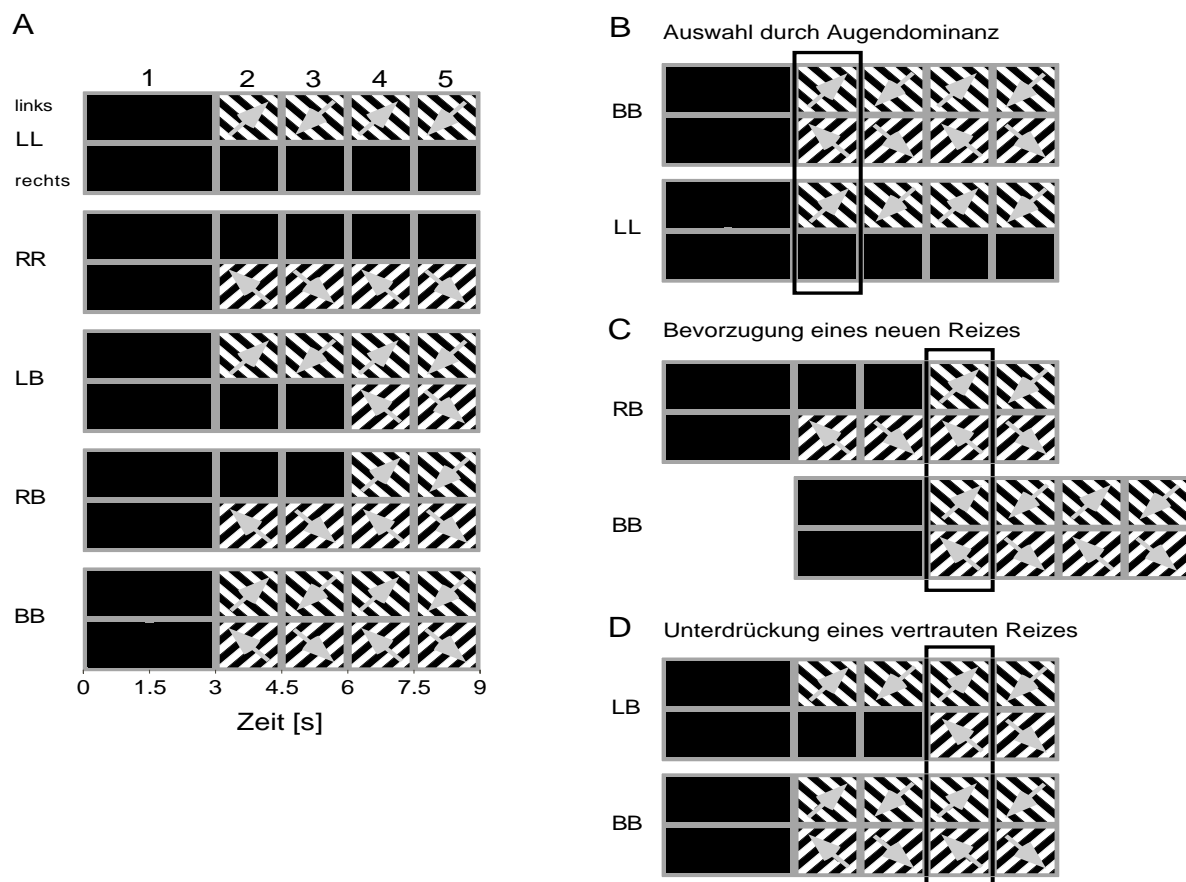 A
1 2 3 4 5
links
LL
rechts
RR
LB
RB
BB
0 1.5 3 4.5 6 7.5 9
Zeit [s]
B Auswahl durch Augendominanz
BB
LL
C Bevorzugung eines neuen Reizes
RB
BB
D Unterdrückung eines vertrauten Reizes
LB
BB